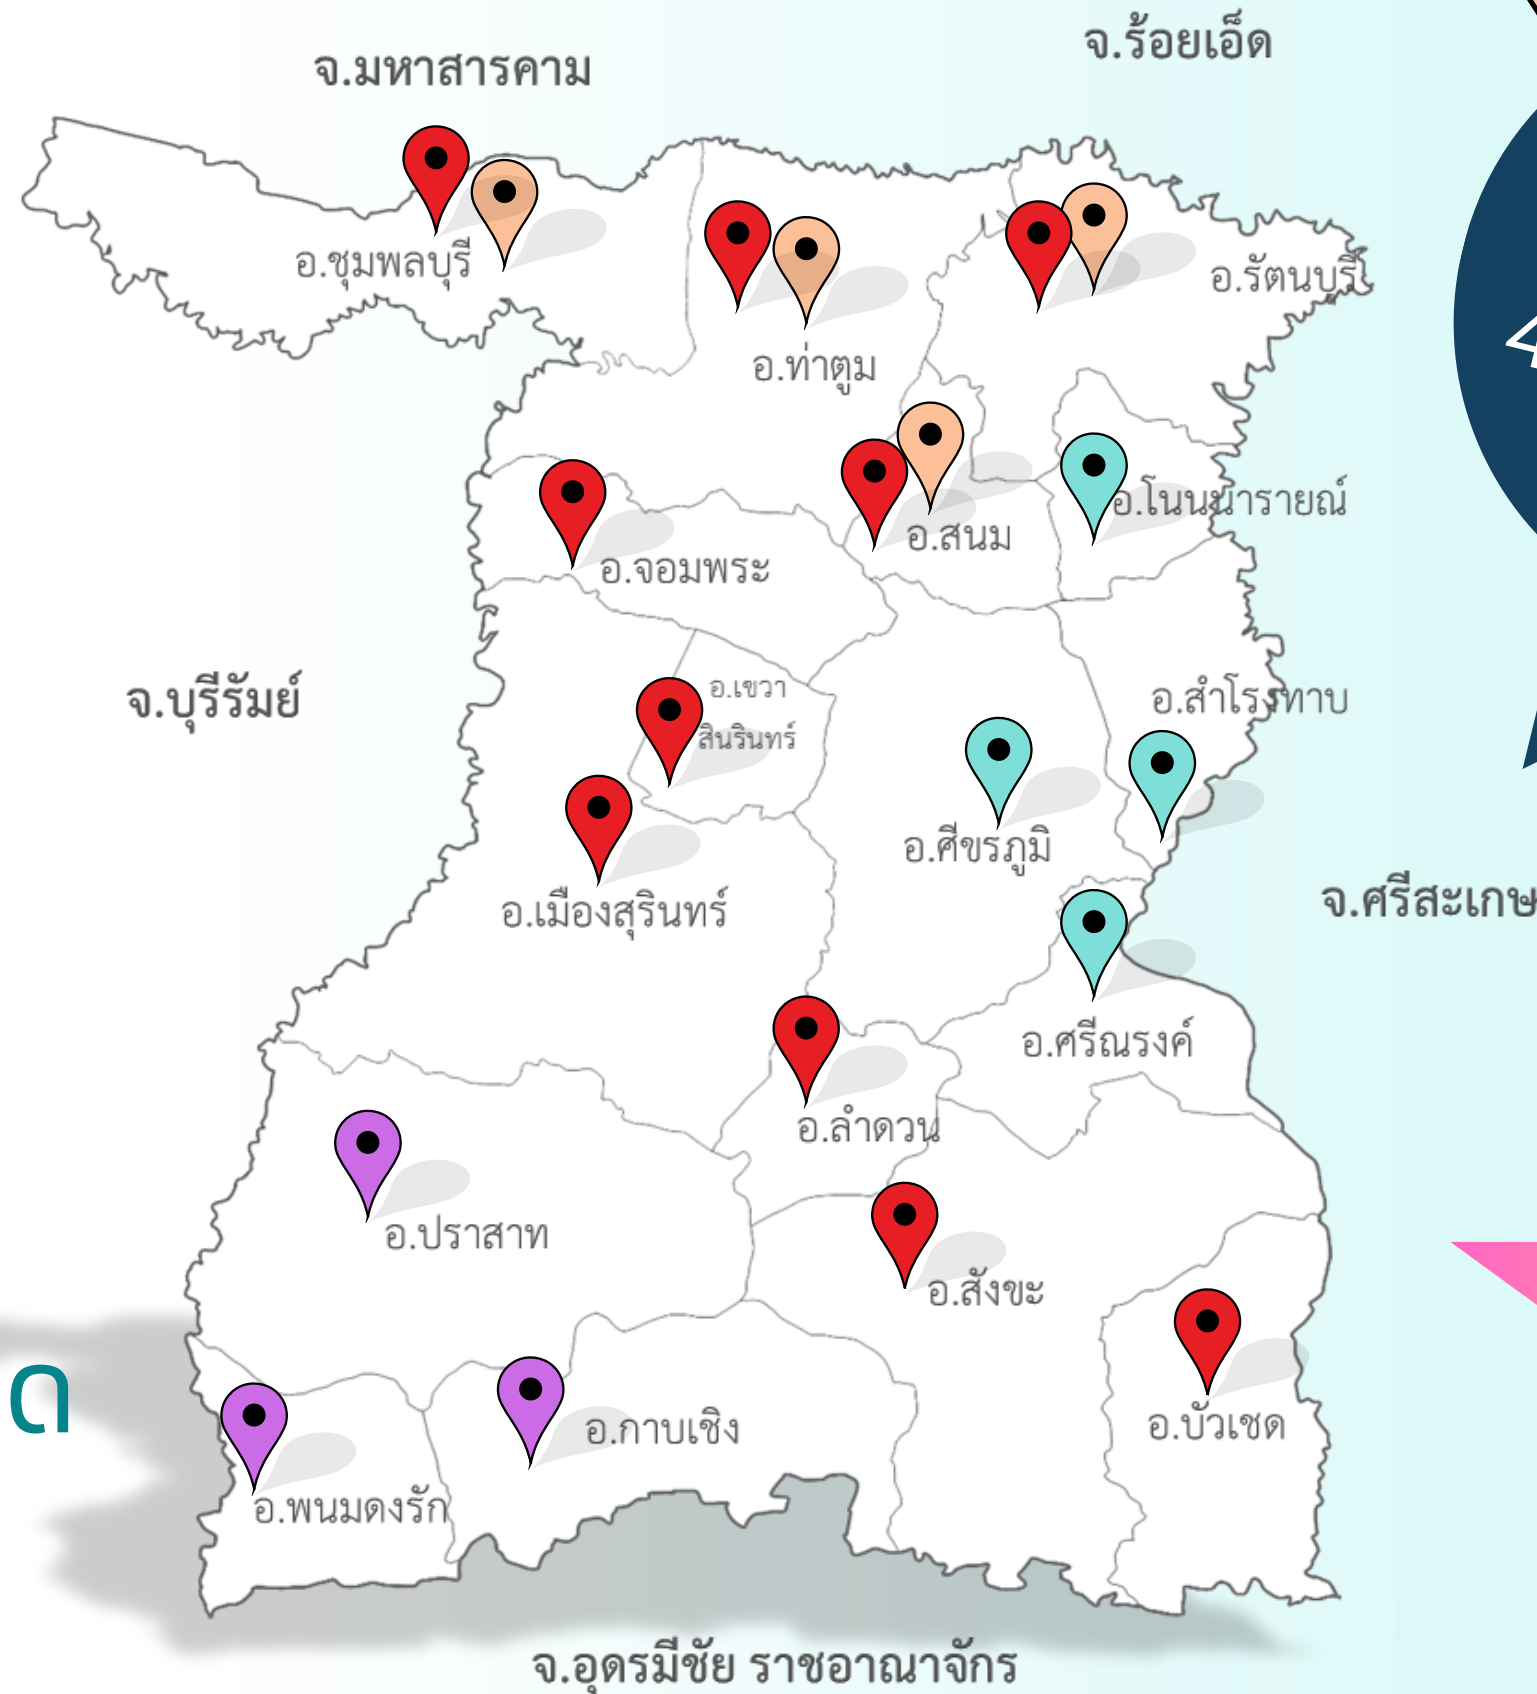 จ.ร้อยเอ็ด
จ.มหาสารคาม
อ.ชุมพลบุรี
อ.รัตนบุรี
อ.ท่าตูม
อ.โนนนารายณ์
อ.สนม
อ.จอมพระ
จ.บุรีรัมย์
อ.เขวา
สินรินทร์
อ.สำโรงทาบ
อ.ศีขรภูมิ
จ.ศรีสะเกษ
อ.เมืองสุรินทร์
อ.ศรีณรงค์
อ.ลำดวน
อ.ปราสาท
อ.สังขะ
ด
อ.กาบเชิง
อ.บัวเชด
อ.พนมดงรัก
จ.อุดรมีชัย ราชอาณาจักร